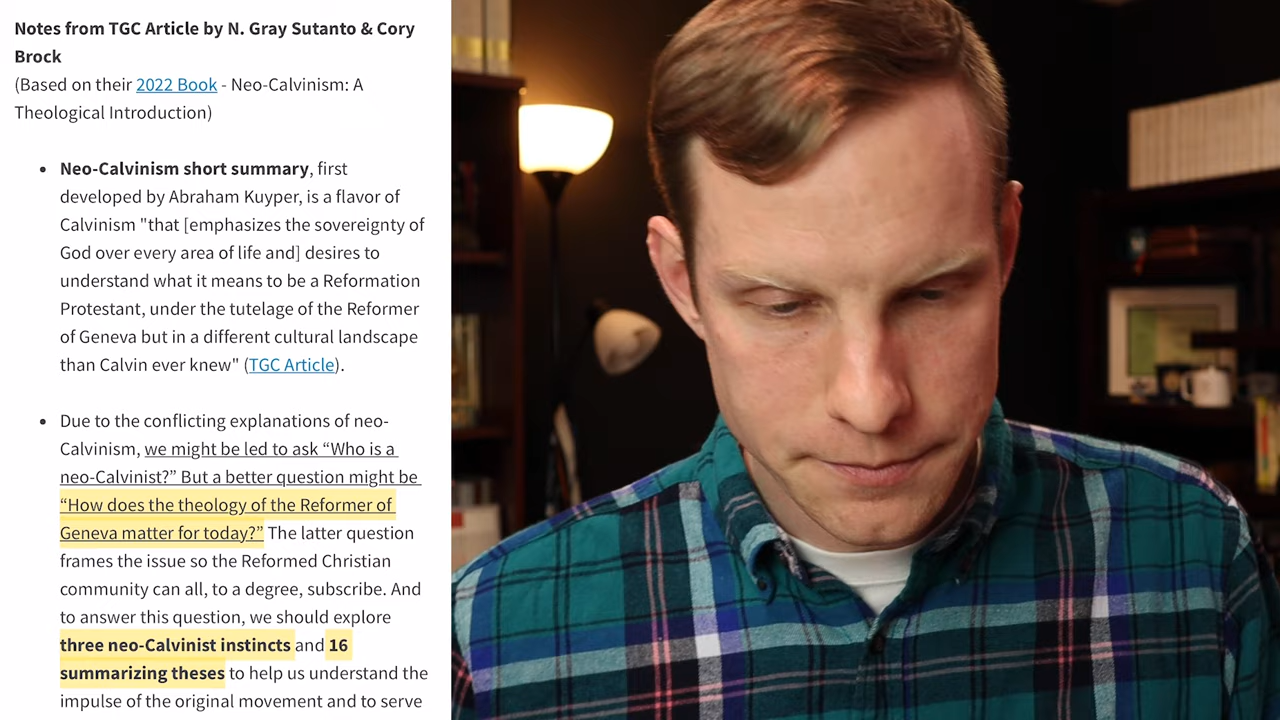 Notes from TGC Article by N. Gray Sutanto & Cory
Brock
(Based on their 2022 Book - Neo-Calvinism: A
Theological Introduction)
• Neo-Calvinism short summary, first
developed by Abraham Kuyper, is a flavor of
Calvinism "that [emphasizes the sovereignty of
God over every area of life and] desires to
understand what it means to be a Reformation
Protestant, under the tutelage of the Reformer
of Geneva but in a different cultural landscape
than Calvin ever knew" (TGC Article).
• Due to the conflicting explanations of neo-
Calvinism, we might be led to ask “Who is a
neo-Calvinist?” But a better question might be
“How does the theology of the Reformer of
Geneva matter for today?” The latter question
frames the issue so the Reformed Christian
community can all, to a degree, subscribe. And
to answer this question, we should explore
three neo-Calvinist instincts and 16
summarizing theses to help us understand the
impulse of the original movement and to serve